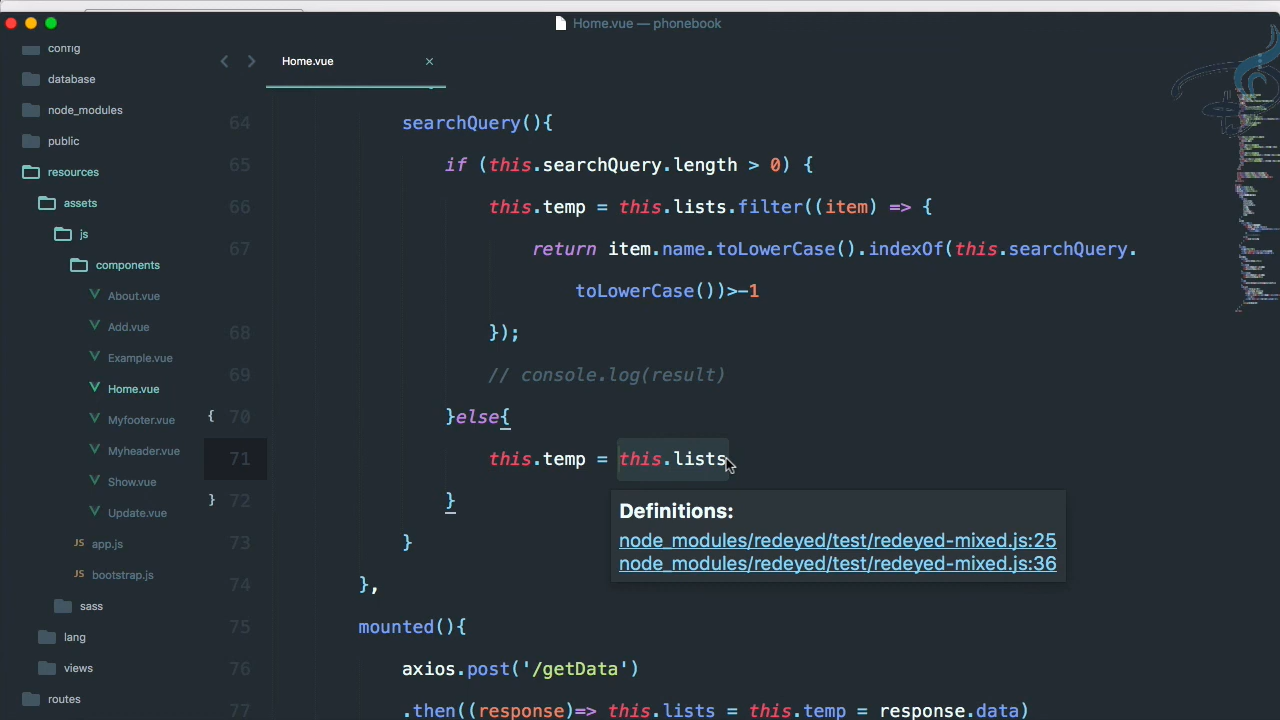 Home.vue — phonebook
config
database
node_modules
public
resources
assets
js
components
About.vue
Add.vue
Example.vue
Home.vue
Myfooter.vue
Myheader.vue
Show.vue
Update.vue
JS app.js
JS bootstrap.js
sass
lang
views
routes
Home.vue ×
64 searchQuery(){
65 if (this.searchQuery.length > 0) {
66 this.temp = this.lists.filter((item) => {
67 return item.name.toLowerCase().indexOf(this.searchQuery.
toLowerCase())>-1
68 });
69 // console.log(result)
{ 70 }else{
71 this.temp = this.lists
} 72 }
73 }
74 },
75 mounted(){
76 axios.post('/getData')
77 .then((response)=> this.lists = this.temp = response.data)
Definitions:
node_modules/redeyed/test/redeyed-mixed.js:25
node_modules/redeyed/test/redeyed-mixed.js:36